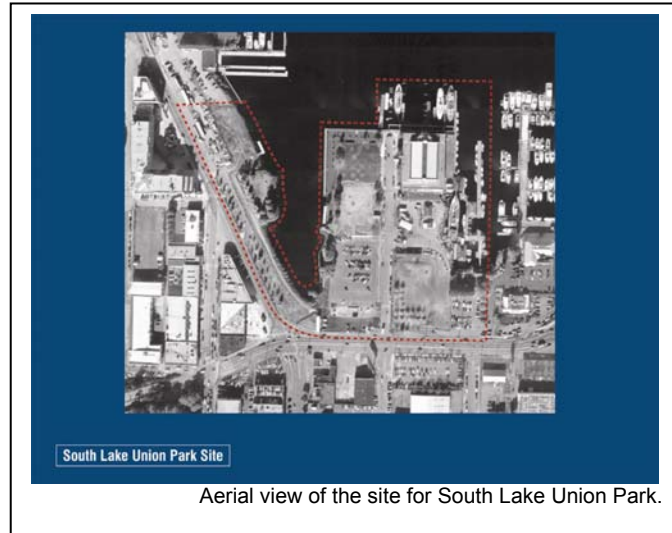 South Lake Union Park Site
Aerial view of the site for South Lake Union Park.